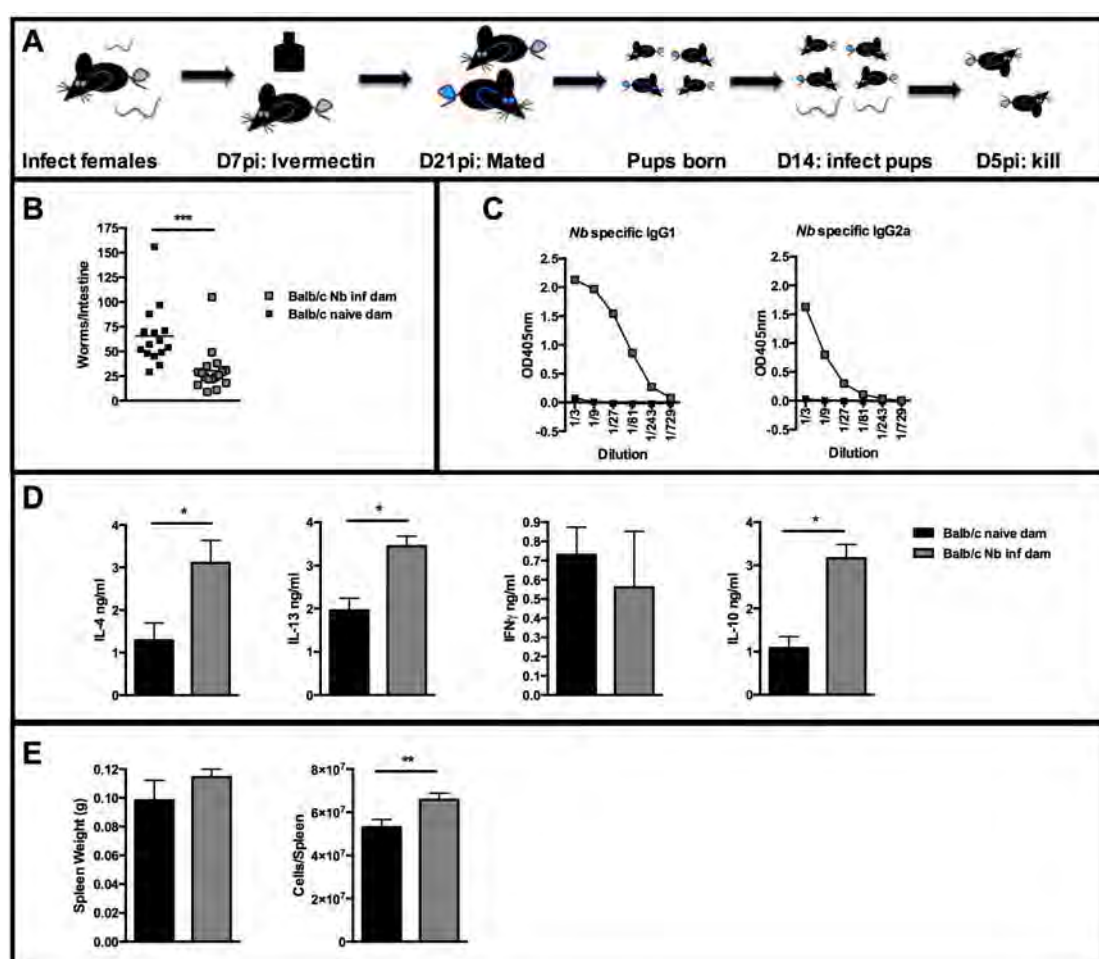 A
Infect females
D7pi: Ivermectin
D21pi: Mated
Pups born
D14: infect pups
D5pi: kill
B
***
Worms/Intestine
175
150
125
100
75
50
25
0
Balb/c Nb inf dam
Balb/c naive dam
C
Nb specific IgG1
OD405nm
2.5
2.0
1.5
1.0
0.5
0.0
-0.5
1/3
1/9
1/27
1/81
1/243
1/729
Dilution
Nb specific IgG2a
OD405nm
2.5
2.0
1.5
1.0
0.5
0.0
-0.5
1/3
1/9
1/27
1/81
1/243
1/729
Dilution
D
*
IL-4 ng/ml
4
3
2
1
0
*
IL-13 ng/ml
4
3
2
1
0
IFNγ ng/ml
0.9
0.8
0.7
0.6
0.5
0.4
0.3
0.2
0.1
0.0
*
IL-10 ng/ml
4
3
2
1
0
Balb/c naive dam
Balb/c Nb inf dam
E
Spleen Weight (g)
0.12
0.10
0.08
0.06
0.04
0.02
0.00
**
Cells/Spleen
8×10⁷
6×10⁷
4×10⁷
2×10⁷
0